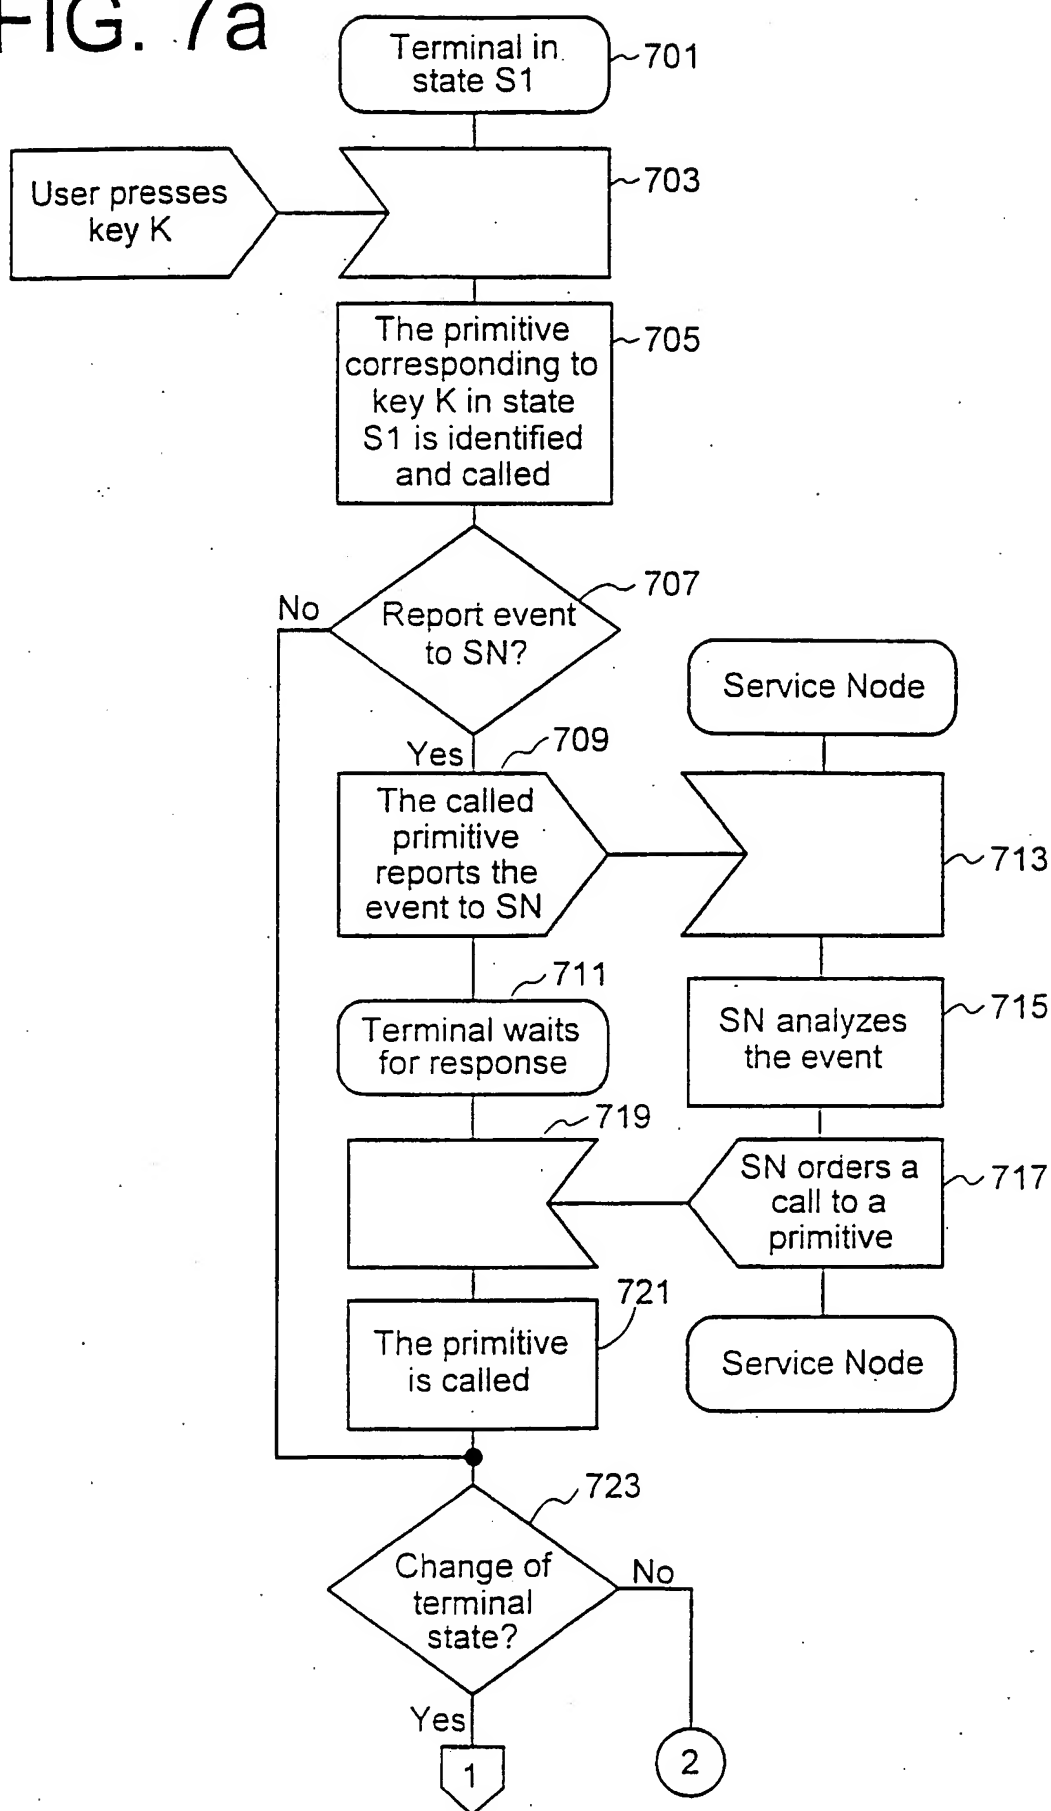 FIG. 7a
Terminal in
state S1
701
User presses
key K
703
The primitive
corresponding to
key K in state
S1 is identified
and called
705
Report event
to SN?
707
No
Yes
Service Node
The called
primitive
reports the
event to SN
709
713
Terminal waits
for response
711
SN analyzes
the event
715
719
SN orders a
call to a
primitive
717
The primitive
is called
721
Service Node
Change of
terminal
state?
723
No
Yes
1
2